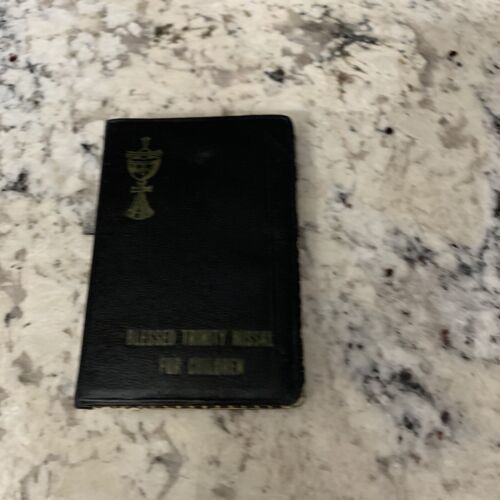 BLESSED TRINITY MISSAL
FOR CHILDREN